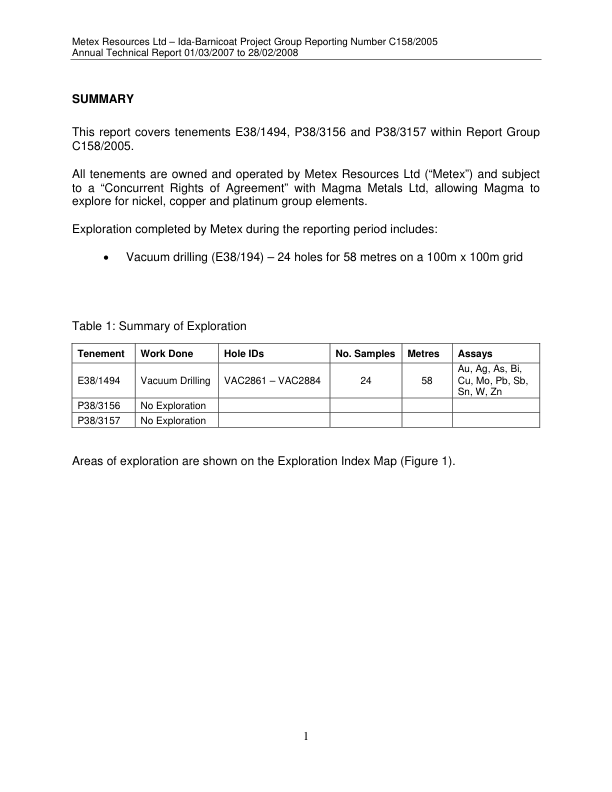 Metex Resources Ltd – Ida-Barnicoat Project Group Reporting Number C158/2005
Annual Technical Report 01/03/2007 to 28/02/2008
SUMMARY
This report covers tenements E38/1494, P38/3156 and P38/3157 within Report Group
C158/2005.
All tenements are owned and operated by Metex Resources Ltd (“Metex”) and subject
to a “Concurrent Rights of Agreement” with Magma Metals Ltd, allowing Magma to
explore for nickel, copper and platinum group elements.
Exploration completed by Metex during the reporting period includes:
• Vacuum drilling (E38/194) – 24 holes for 58 metres on a 100m x 100m grid
Table 1: Summary of Exploration
Tenement Work Done Hole IDs No. Samples Metres Assays
E38/1494 Vacuum Drilling VAC2861 – VAC2884 24 58 Au, Ag, As, Bi,
Cu, Mo, Pb, Sb,
Sn, W, Zn
P38/3156 No Exploration
P38/3157 No Exploration
Areas of exploration are shown on the Exploration Index Map (Figure 1).
1